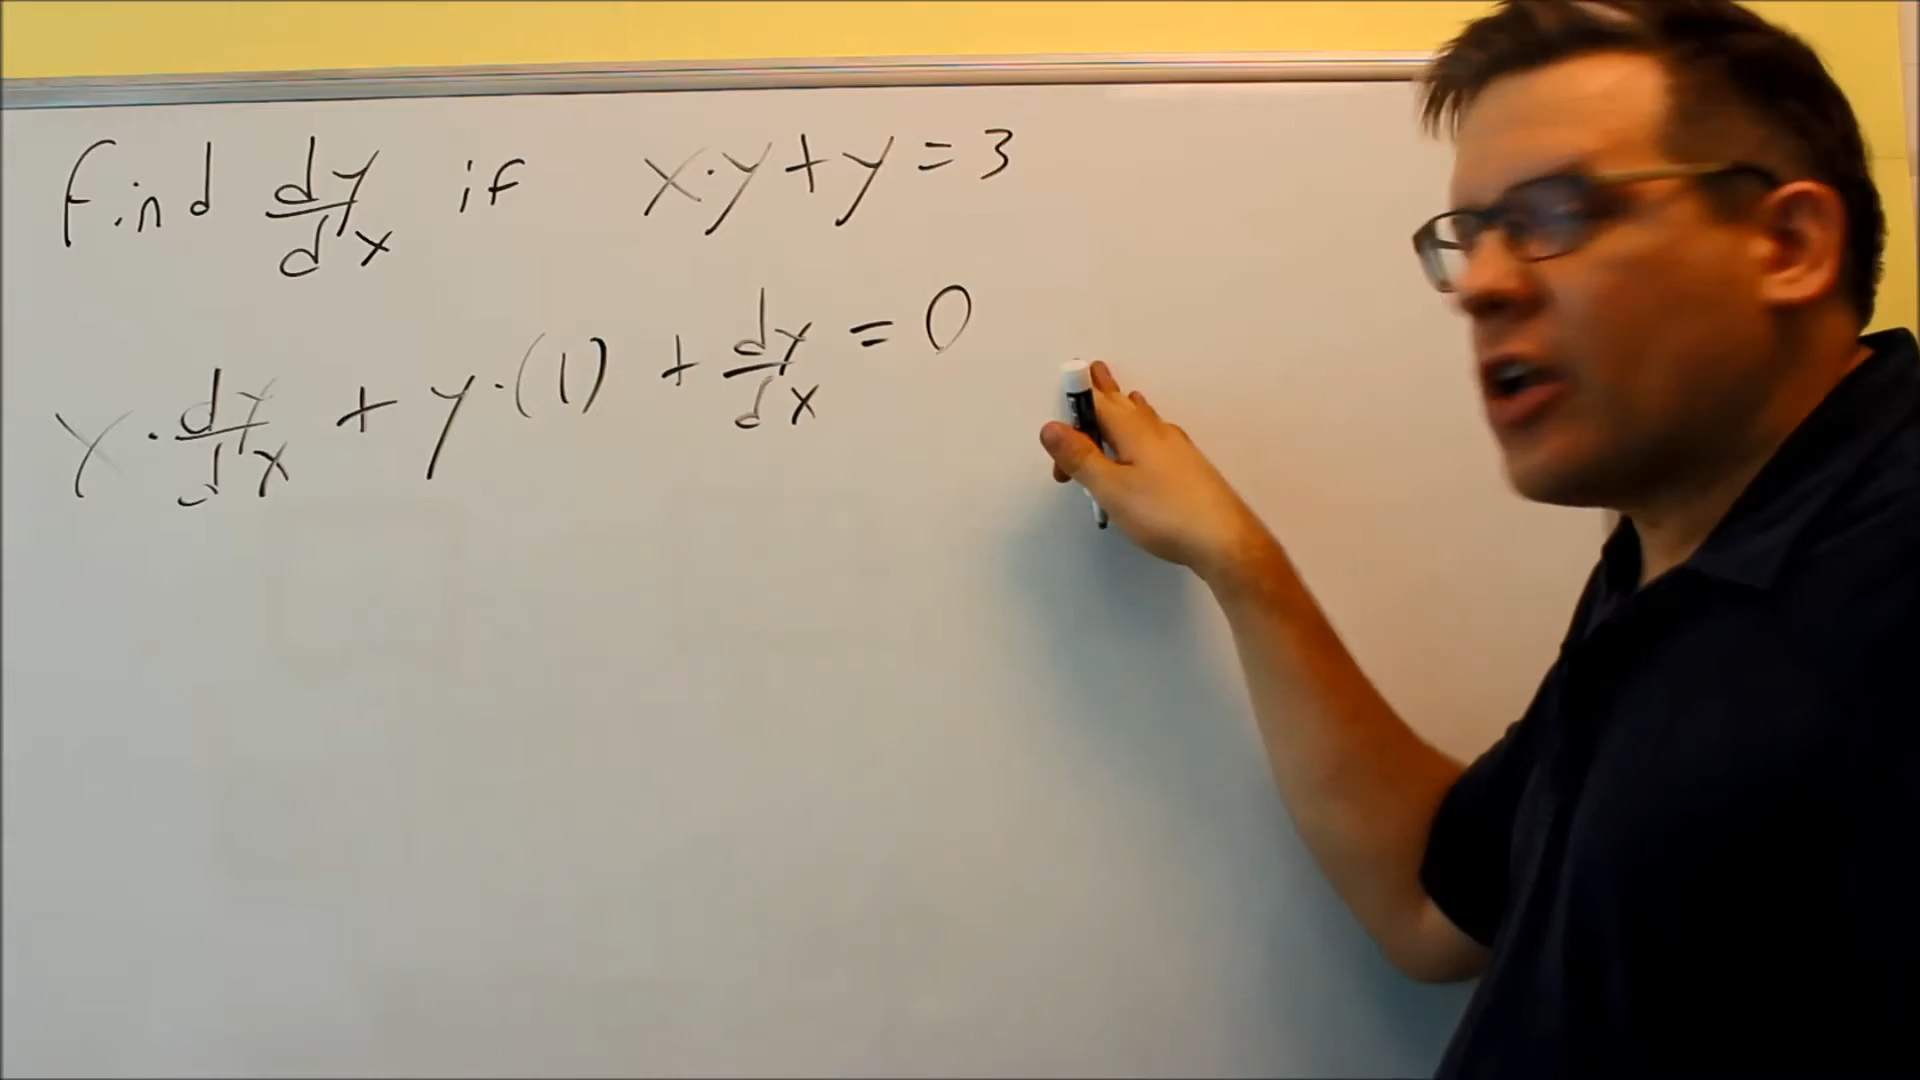 Find dy/dx if x·y+y=3
x·dy/dx + y·(1) + dy/dx = 0